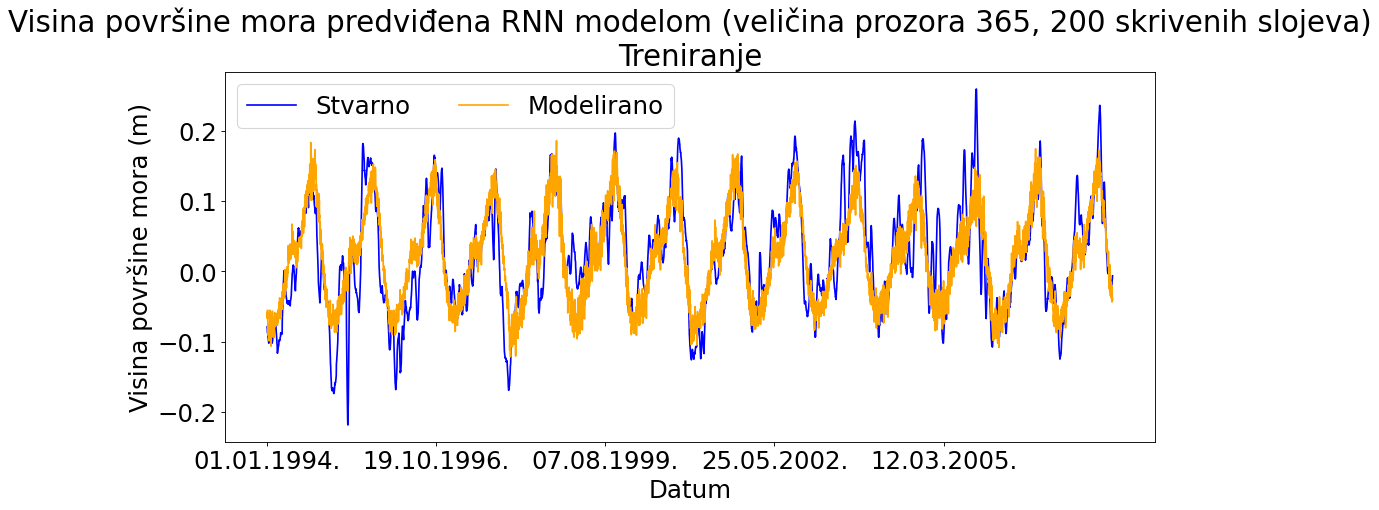 Visina površine mora predviđena RNN modelom (veličina prozora 365, 200 skrivenih slojeva)
Treniranje
Stvarno
Modelirano
Visina površine mora (m)
0.2
0.1
0.0
−0.1
−0.2
01.01.1994.
19.10.1996.
07.08.1999.
25.05.2002.
12.03.2005.
Datum